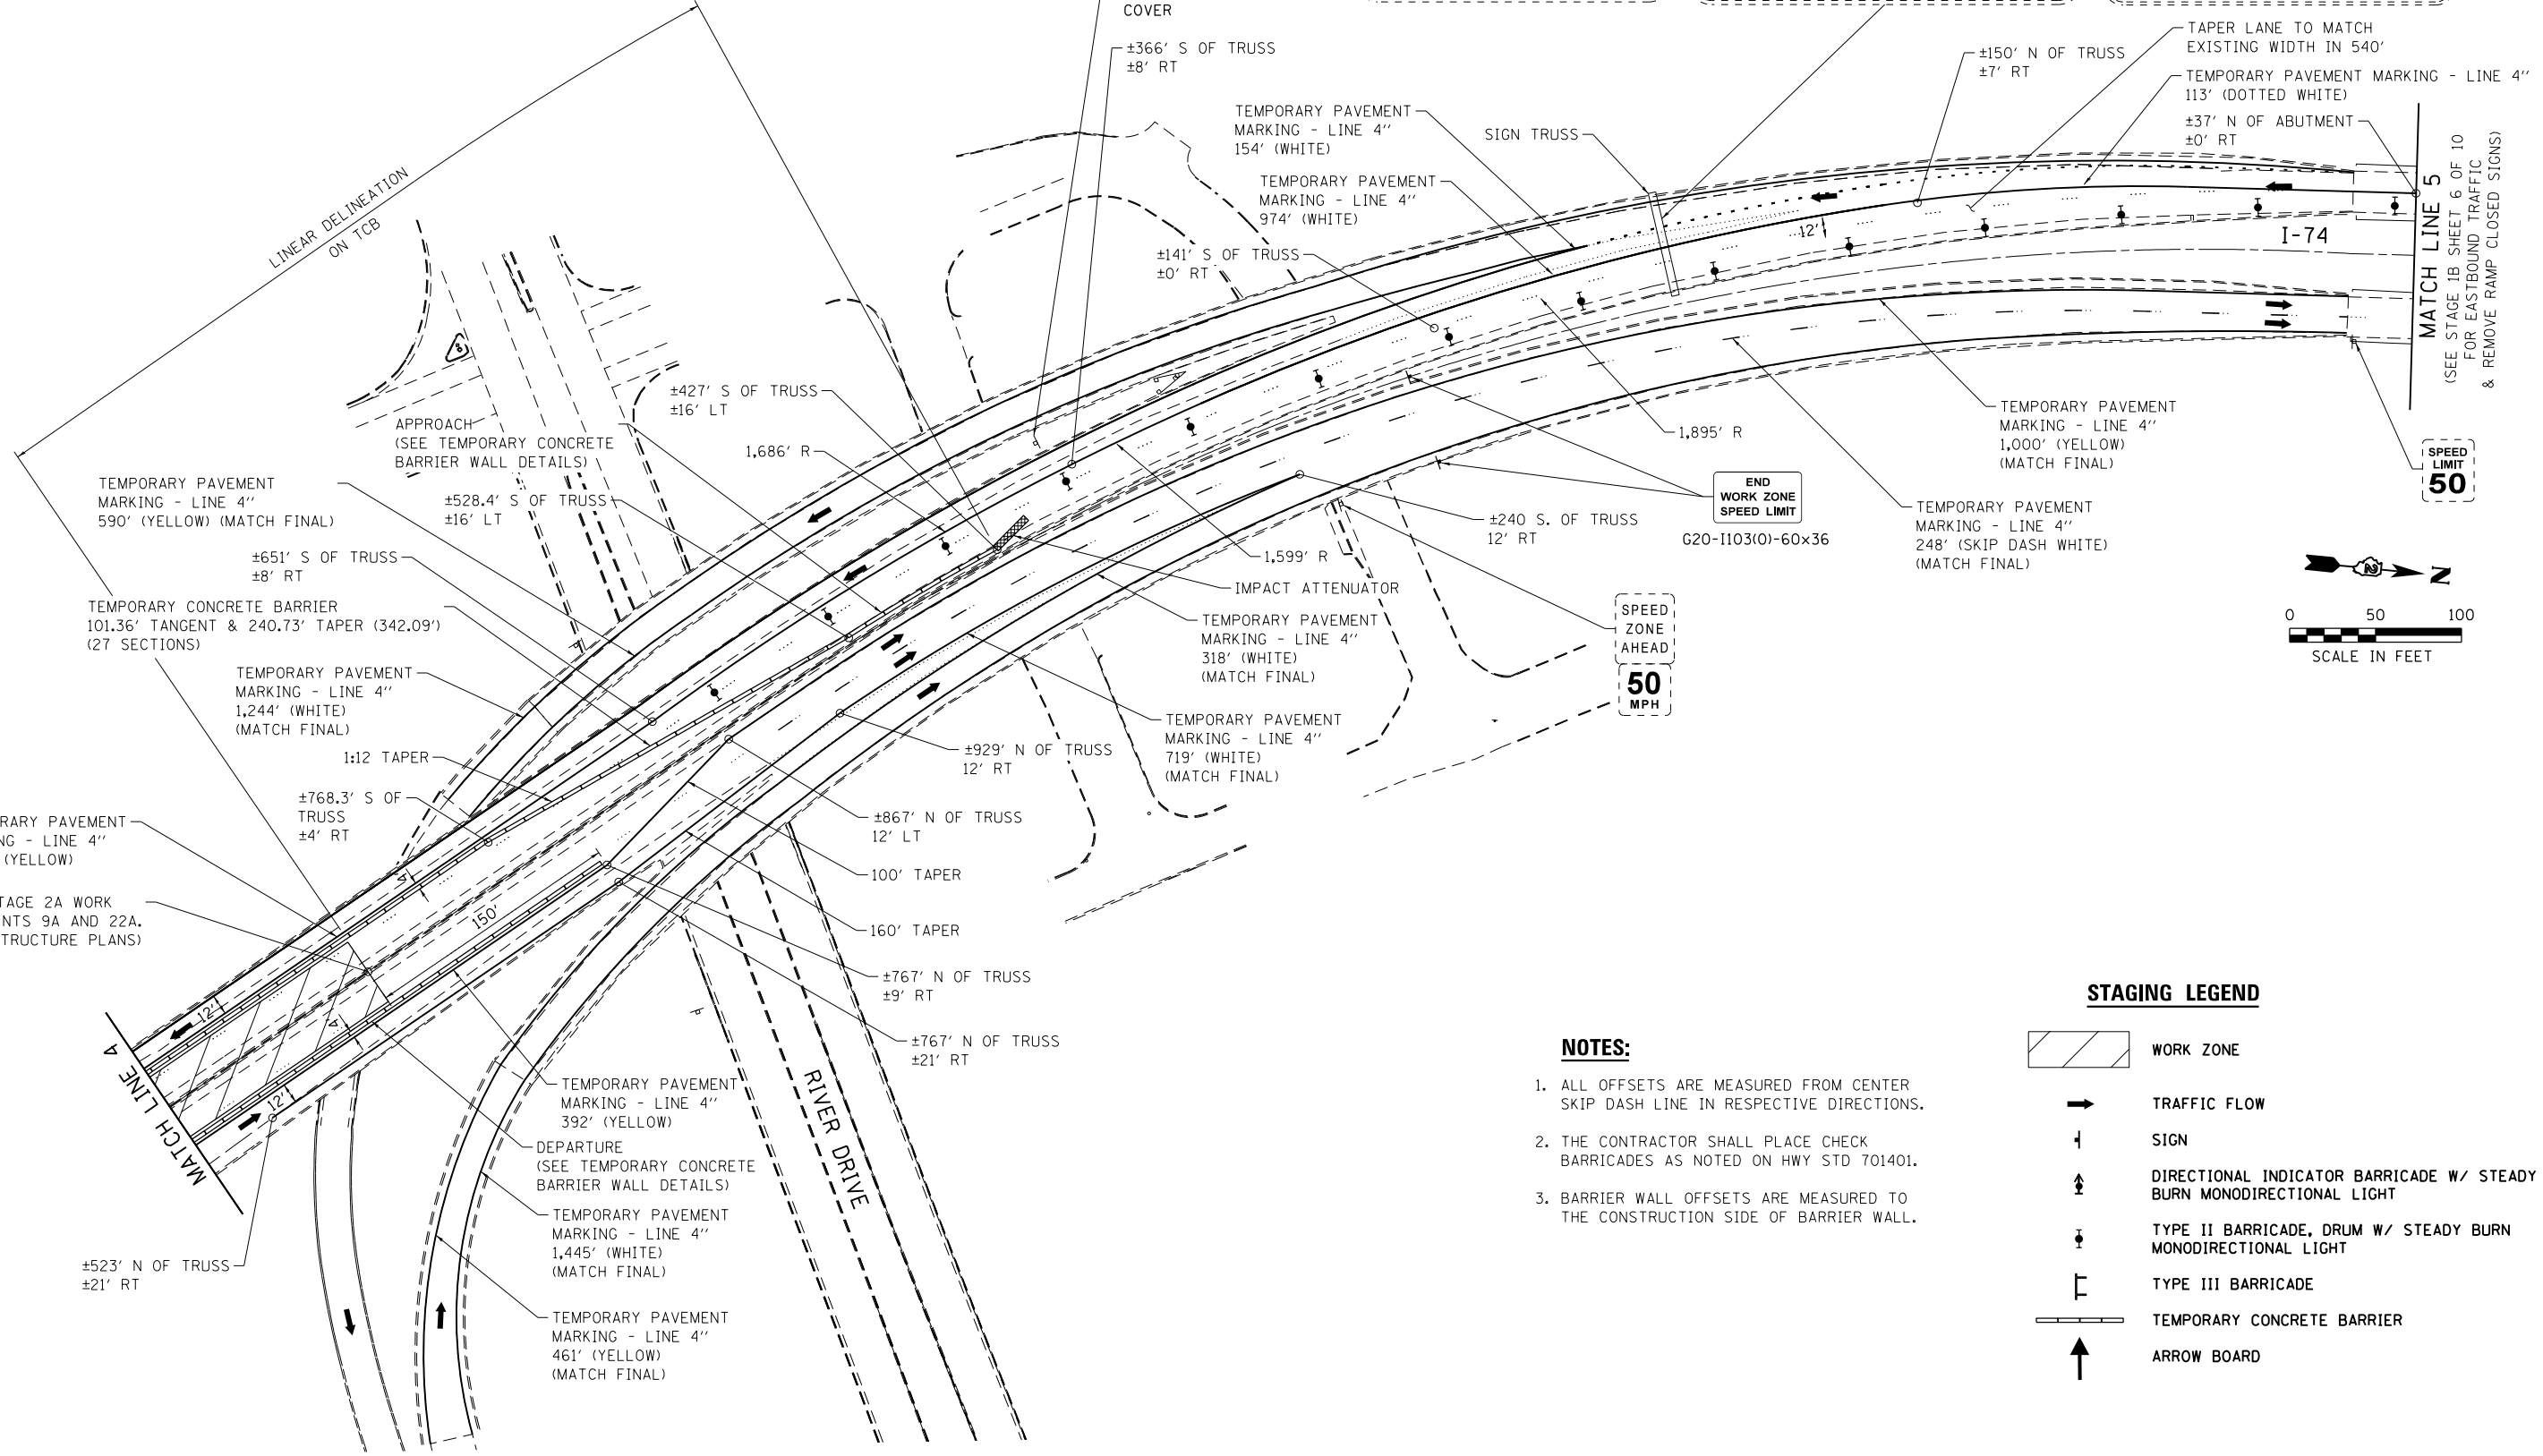 COVER
±366' S OF TRUSS
±8' RT
TEMPORARY PAVEMENT
MARKING - LINE 4"
154' (WHITE)
TEMPORARY PAVEMENT
MARKING - LINE 4"
974' (WHITE)
±141' S OF TRUSS
±0' RT
SIGN TRUSS
±150' N OF TRUSS
±7' RT
TAPER LANE TO MATCH
EXISTING WIDTH IN 540'
TEMPORARY PAVEMENT MARKING - LINE 4"
113' (DOTTED WHITE)
±37' N OF ABUTMENT
±0' RT
12'
I-74
MATCH LINE 5
(SEE STAGE 1B SHEET 6 OF 10
FOR EASTBOUND TRAFFIC
& REMOVE RAMP CLOSED SIGNS)
LINEAR DELINEATION
ON TCB
8
APPROACH
(SEE TEMPORARY CONCRETE
BARRIER WALL DETAILS)
±427' S OF TRUSS
±16' LT
1,686' R
±528.4' S OF TRUSS
±16' LT
TEMPORARY PAVEMENT
MARKING - LINE 4"
590' (YELLOW) (MATCH FINAL)
±651' S OF TRUSS
±8' RT
TEMPORARY CONCRETE BARRIER
101.36' TANGENT & 240.73' TAPER (342.09')
(27 SECTIONS)
TEMPORARY PAVEMENT
MARKING - LINE 4"
1,244' (WHITE)
(MATCH FINAL)
1:12 TAPER
±768.3' S OF
TRUSS
±4' RT
RARY PAVEMENT
NG - LINE 4"
(YELLOW)
TAGE 2A WORK
ENTS 9A AND 22A.
TRUCTURE PLANS)
1,895' R
TEMPORARY PAVEMENT
MARKING - LINE 4"
1,000' (YELLOW)
(MATCH FINAL)
SPEED
LIMIT
50
END
WORK ZONE
SPEED LIMIT
G20-I103(0)-60x36
TEMPORARY PAVEMENT
MARKING - LINE 4"
248' (SKIP DASH WHITE)
(MATCH FINAL)
±240 S. OF TRUSS
12' RT
1,599' R
IMPACT ATTENUATOR
TEMPORARY PAVEMENT
MARKING - LINE 4"
318' (WHITE)
(MATCH FINAL)
SPEED
ZONE
AHEAD
50
MPH
2
N
0 50 100
SCALE IN FEET
TEMPORARY PAVEMENT
MARKING - LINE 4"
719' (WHITE)
(MATCH FINAL)
±929' N OF TRUSS
12' RT
±867' N OF TRUSS
12' LT
100' TAPER
160' TAPER
±767' N OF TRUSS
±9' RT
±767' N OF TRUSS
±21' RT
4'
150'
12'
4'
12'
MATCH LINE 4
TEMPORARY PAVEMENT
MARKING - LINE 4"
392' (YELLOW)
DEPARTURE
(SEE TEMPORARY CONCRETE
BARRIER WALL DETAILS)
TEMPORARY PAVEMENT
MARKING - LINE 4"
1,445' (WHITE)
(MATCH FINAL)
TEMPORARY PAVEMENT
MARKING - LINE 4"
461' (YELLOW)
(MATCH FINAL)
±523' N OF TRUSS
±21' RT
RIVER DRIVE
NOTES:
1. ALL OFFSETS ARE MEASURED FROM CENTER
SKIP DASH LINE IN RESPECTIVE DIRECTIONS.
2. THE CONTRACTOR SHALL PLACE CHECK
BARRICADES AS NOTED ON HWY STD 701401.
3. BARRIER WALL OFFSETS ARE MEASURED TO
THE CONSTRUCTION SIDE OF BARRIER WALL.
STAGING LEGEND
WORK ZONE
TRAFFIC FLOW
SIGN
DIRECTIONAL INDICATOR BARRICADE W/ STEADY
BURN MONODIRECTIONAL LIGHT
TYPE II BARRICADE, DRUM W/ STEADY BURN
MONODIRECTIONAL LIGHT
TYPE III BARRICADE
TEMPORARY CONCRETE BARRIER
ARROW BOARD